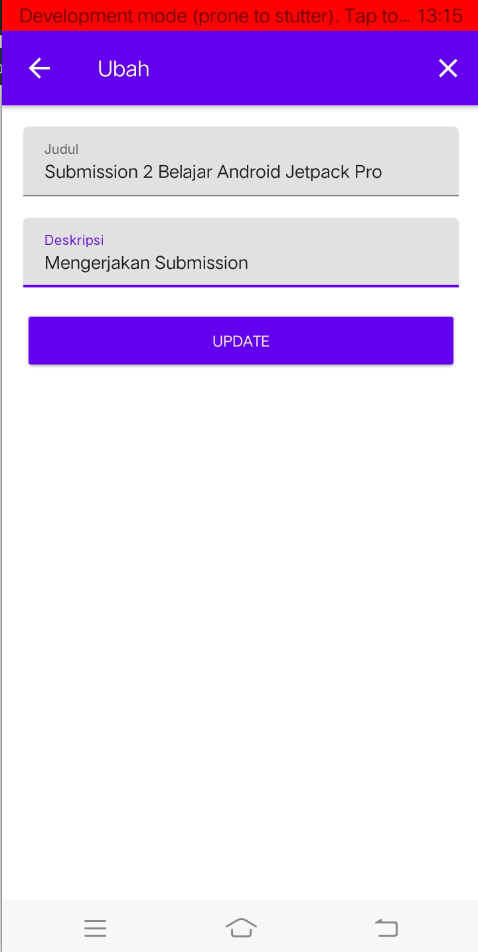 Development mode (prone to stutter). Tap to... 13:15
Ubah
Judul
Submission 2 Belajar Android Jetpack Pro
Deskripsi
Mengerjakan Submission
UPDATE